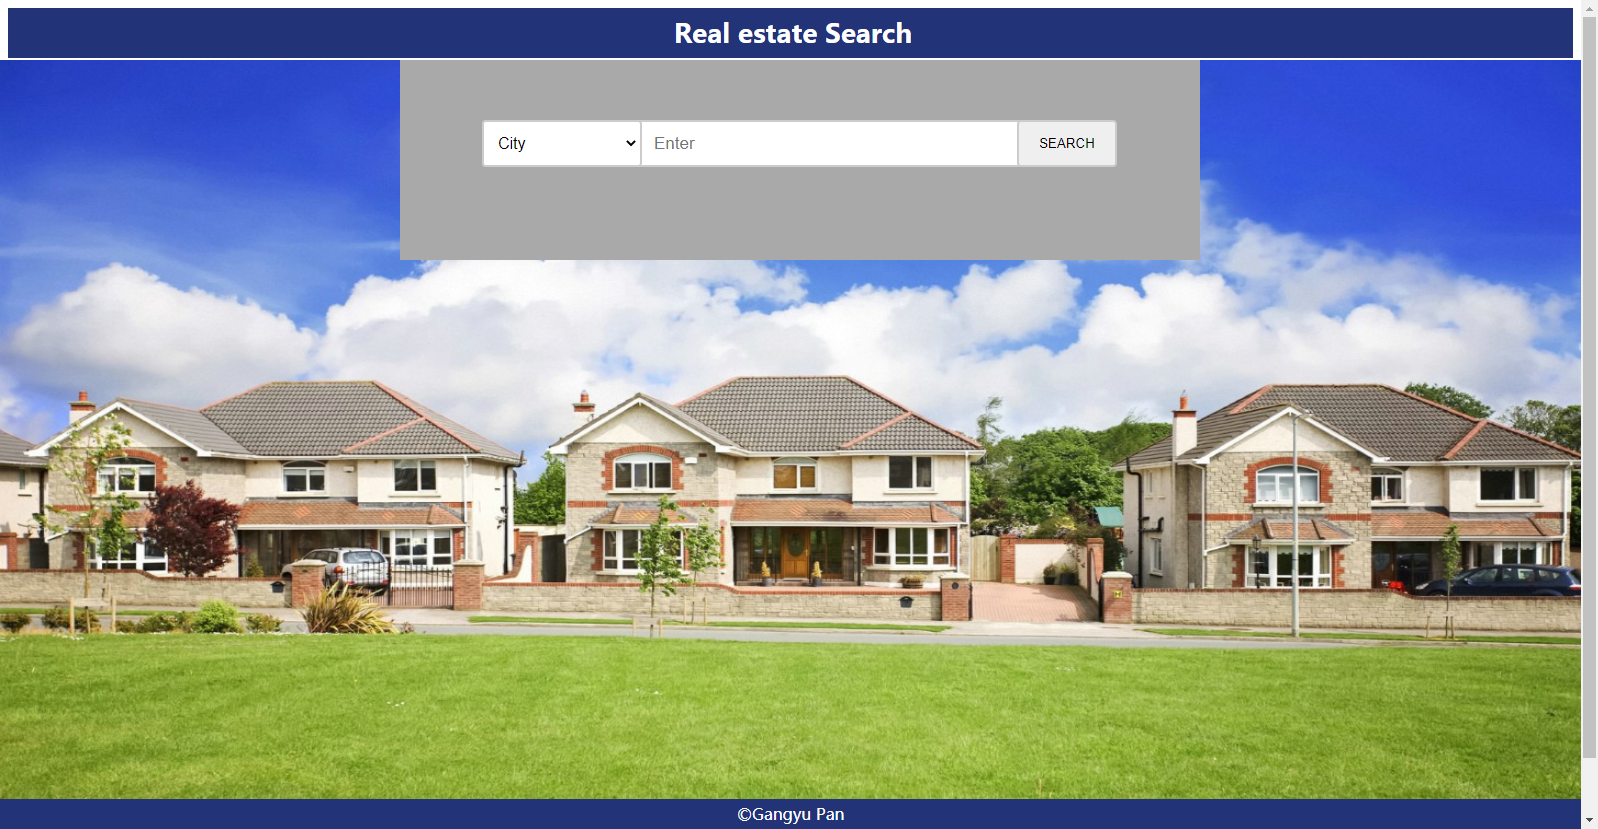 Real estate Search
City Enter SEARCH
©Gangyu Pan